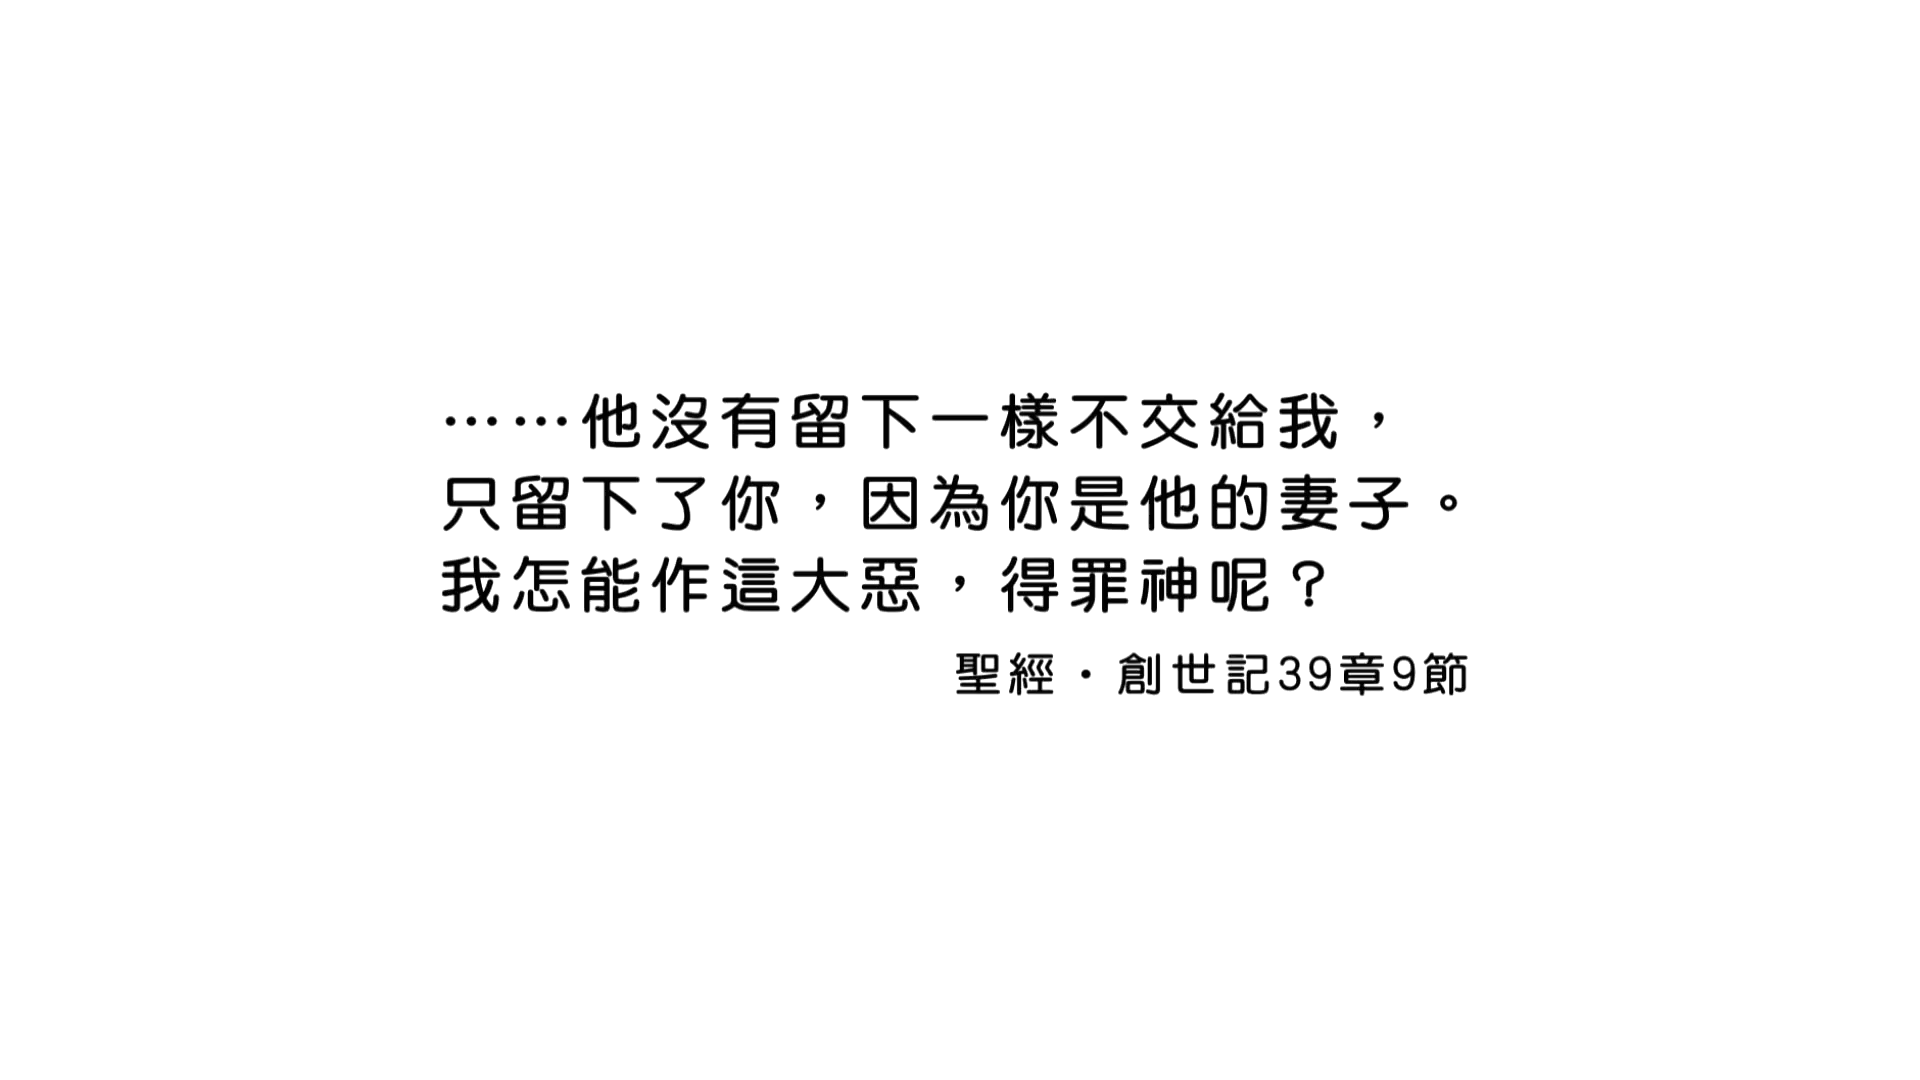 ……他沒有留下一樣不交給我，
只留下了你，因為你是他的妻子。
我怎能作這大惡，得罪神呢？
聖經・創世記39章9節